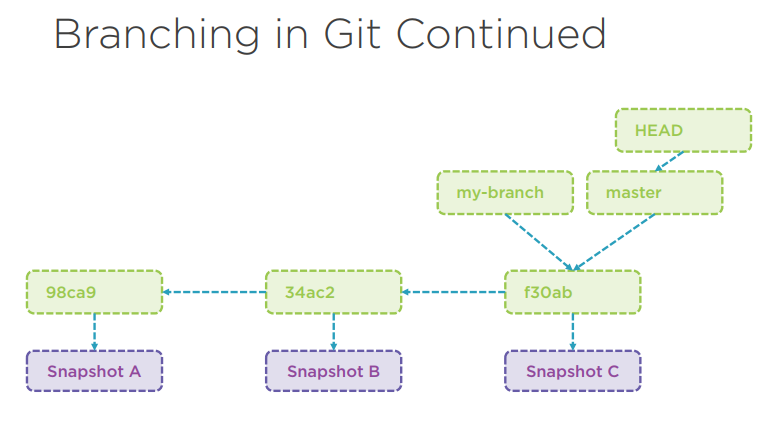 Branching in Git Continued
HEAD
my-branch
master
98ca9
34ac2
f30ab
Snapshot A
Snapshot B
Snapshot C